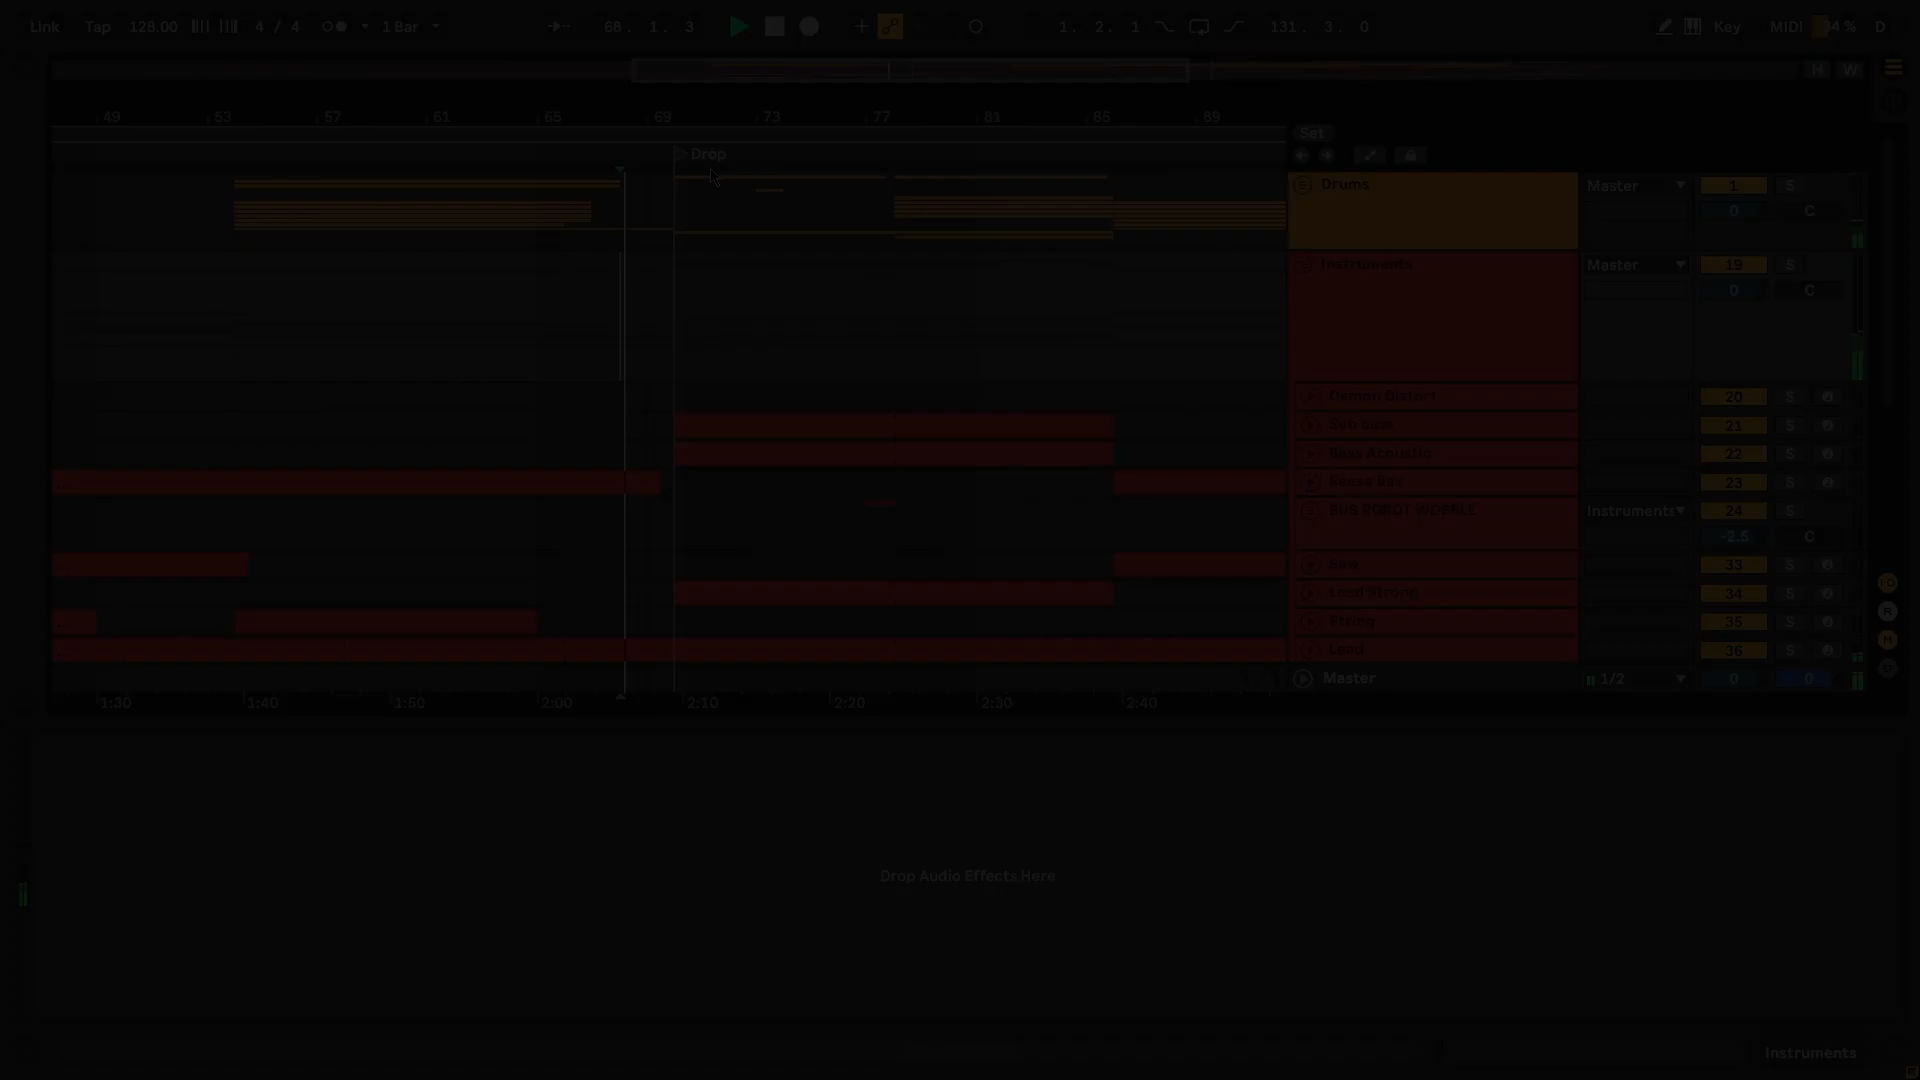 Link Tap 128.00 4 / 4 1 Bar 68. 1. 3 1. 2. 1 131. 3. 0 Key MIDI D
H W
49 53 57 61 65 69 73 77 81 85 89
Set
Drop
Drums Master 1 S
0 C
Instruments Master 19 S
0 C
Demon Distort 20 S
Sub bass 21 S
Bass Acoustic 22 S
Reese Bas 23 S
BUS ROBOT WOBBLE Instruments 24 S
-2.5 C
Saw 33 S
Lead Strong 34 S
String 35 S
Lead 36 S
Master 1/2 0 0
1:30 1:40 1:50 2:00 2:10 2:20 2:30 2:40
Drop Audio Effects Here
Instruments